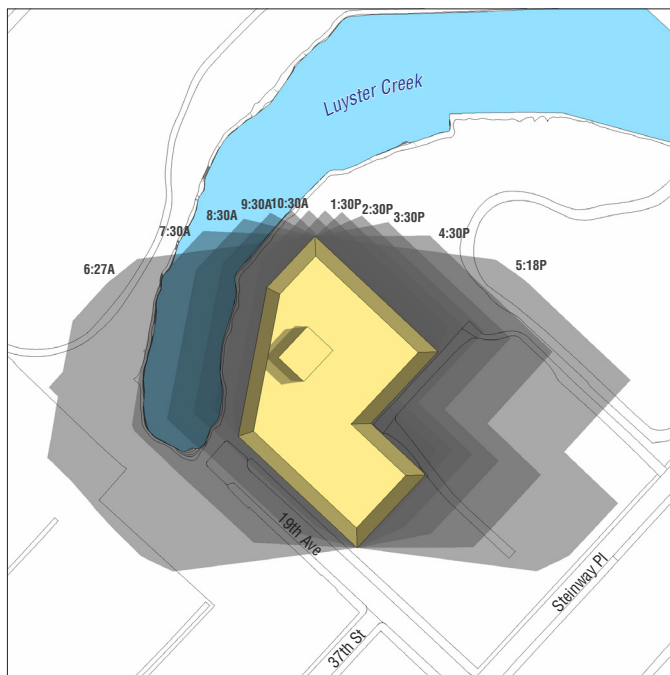 Luyster Creek
9:30A 10:30A 1:30P
8:30A 2:30P
7:30A 3:30P
4:30P
6:27A 5:18P
19th Ave
Steinway Pl
37th St